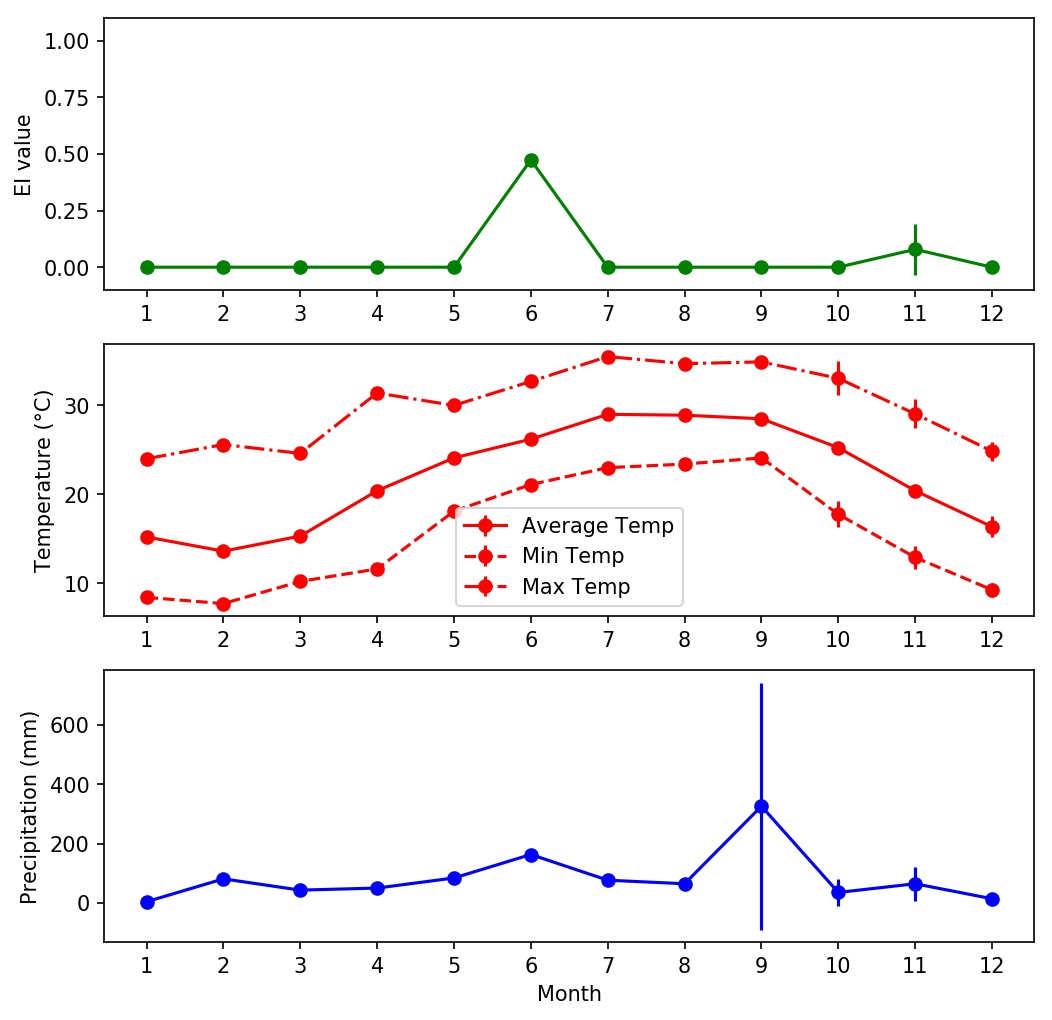 1.00
0.75
0.50
0.25
0.00
EI value
1 2 3 4 5 6 7 8 9 10 11 12
30
20
10
Temperature (°C)
Average Temp
Min Temp
Max Temp
1 2 3 4 5 6 7 8 9 10 11 12
600
400
200
0
Precipitation (mm)
1 2 3 4 5 6 7 8 9 10 11 12
Month